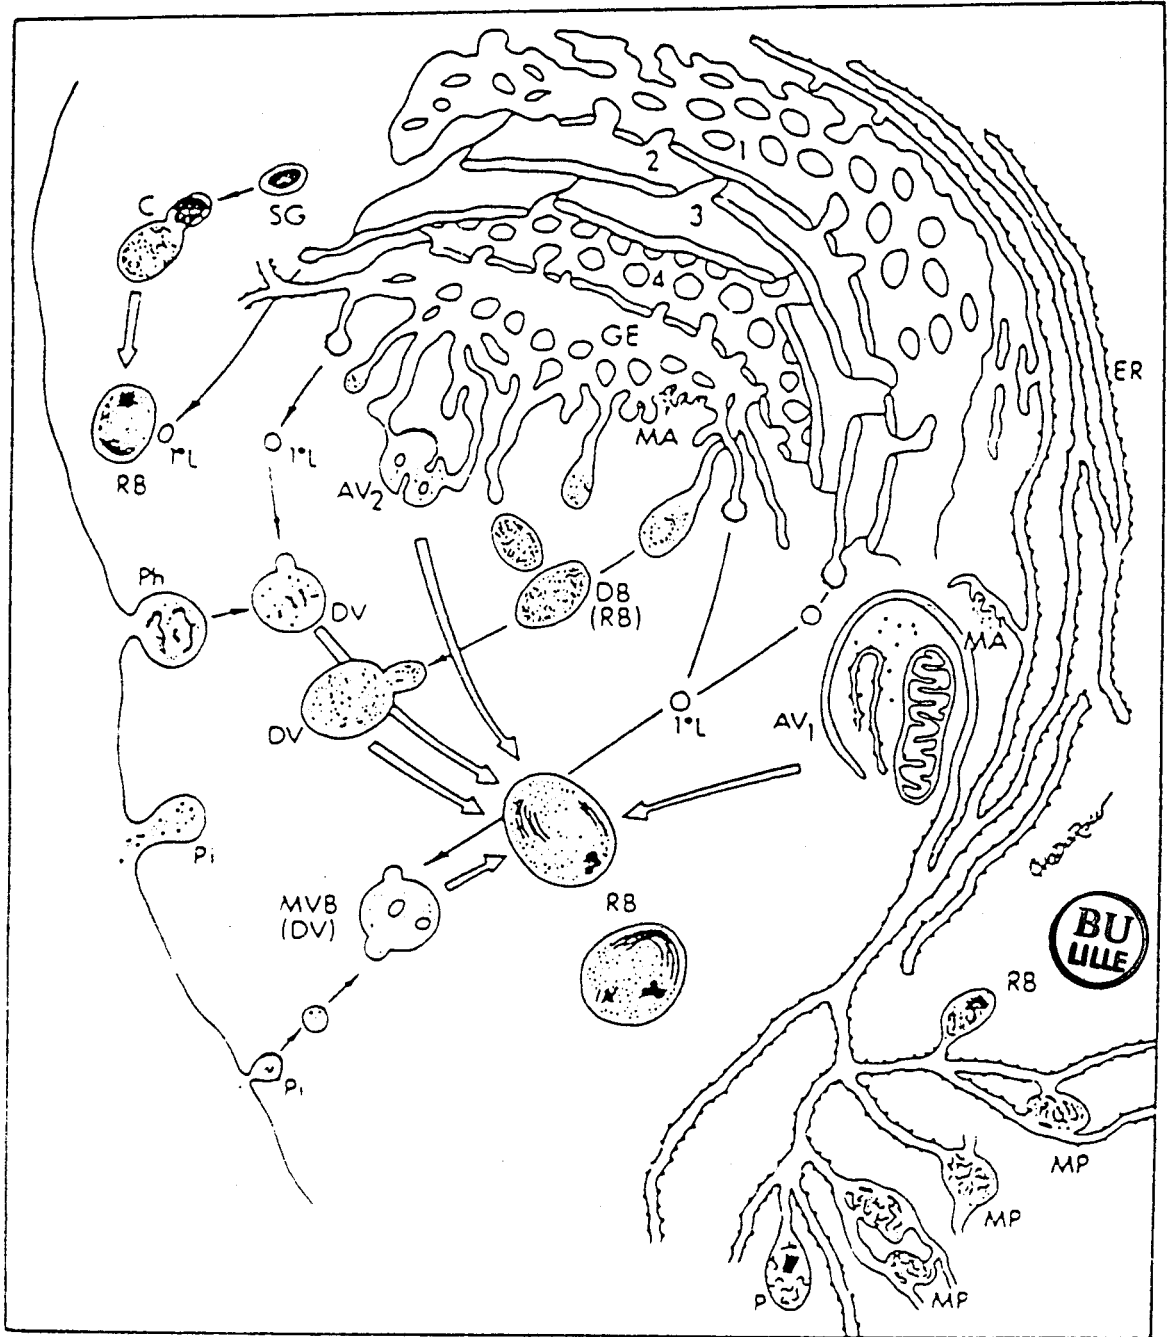 1
2
3
4
C
SG
GE
ER
MA
RB
1°L
1°L
AV2
Ph
DV
DB
(RB)
MA
DV
1°L
AV1
Pi
MVB
(DV)
RB
BU
LILLE
RB
Pi
MP
MP
P
MP